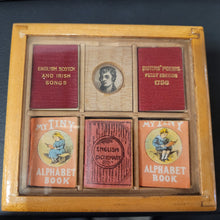 ENGLISH, SCOTCH
AND IRISH
SONGS
BURNS' POEMS
FIRST EDITION
1786
MY TINY
ALPHABET
BOOK
ENGLISH
DICTIONARY
MY TINY
ALPHABET
BOOK